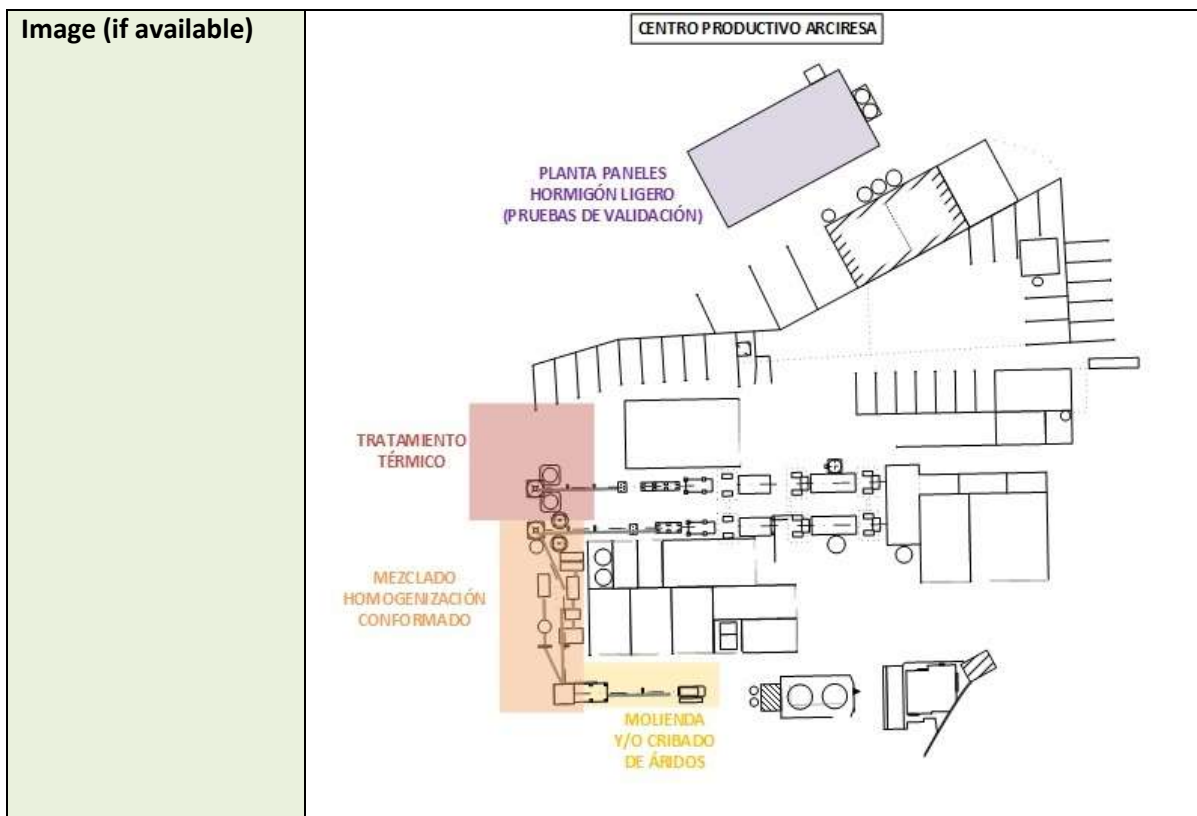 Image (if available)
CENTRO PRODUCTIVO ARCIRESA
PLANTA PANELES
HORMIGÓN LIGERO
(PRUEBAS DE VALIDACIÓN)
TRATAMIENTO
TÉRMICO
MEZCLADO
HOMOGENIZACIÓN
CONFORMADO
MOLIENDA
Y/O CRIBADO
DE ÁRIDOS